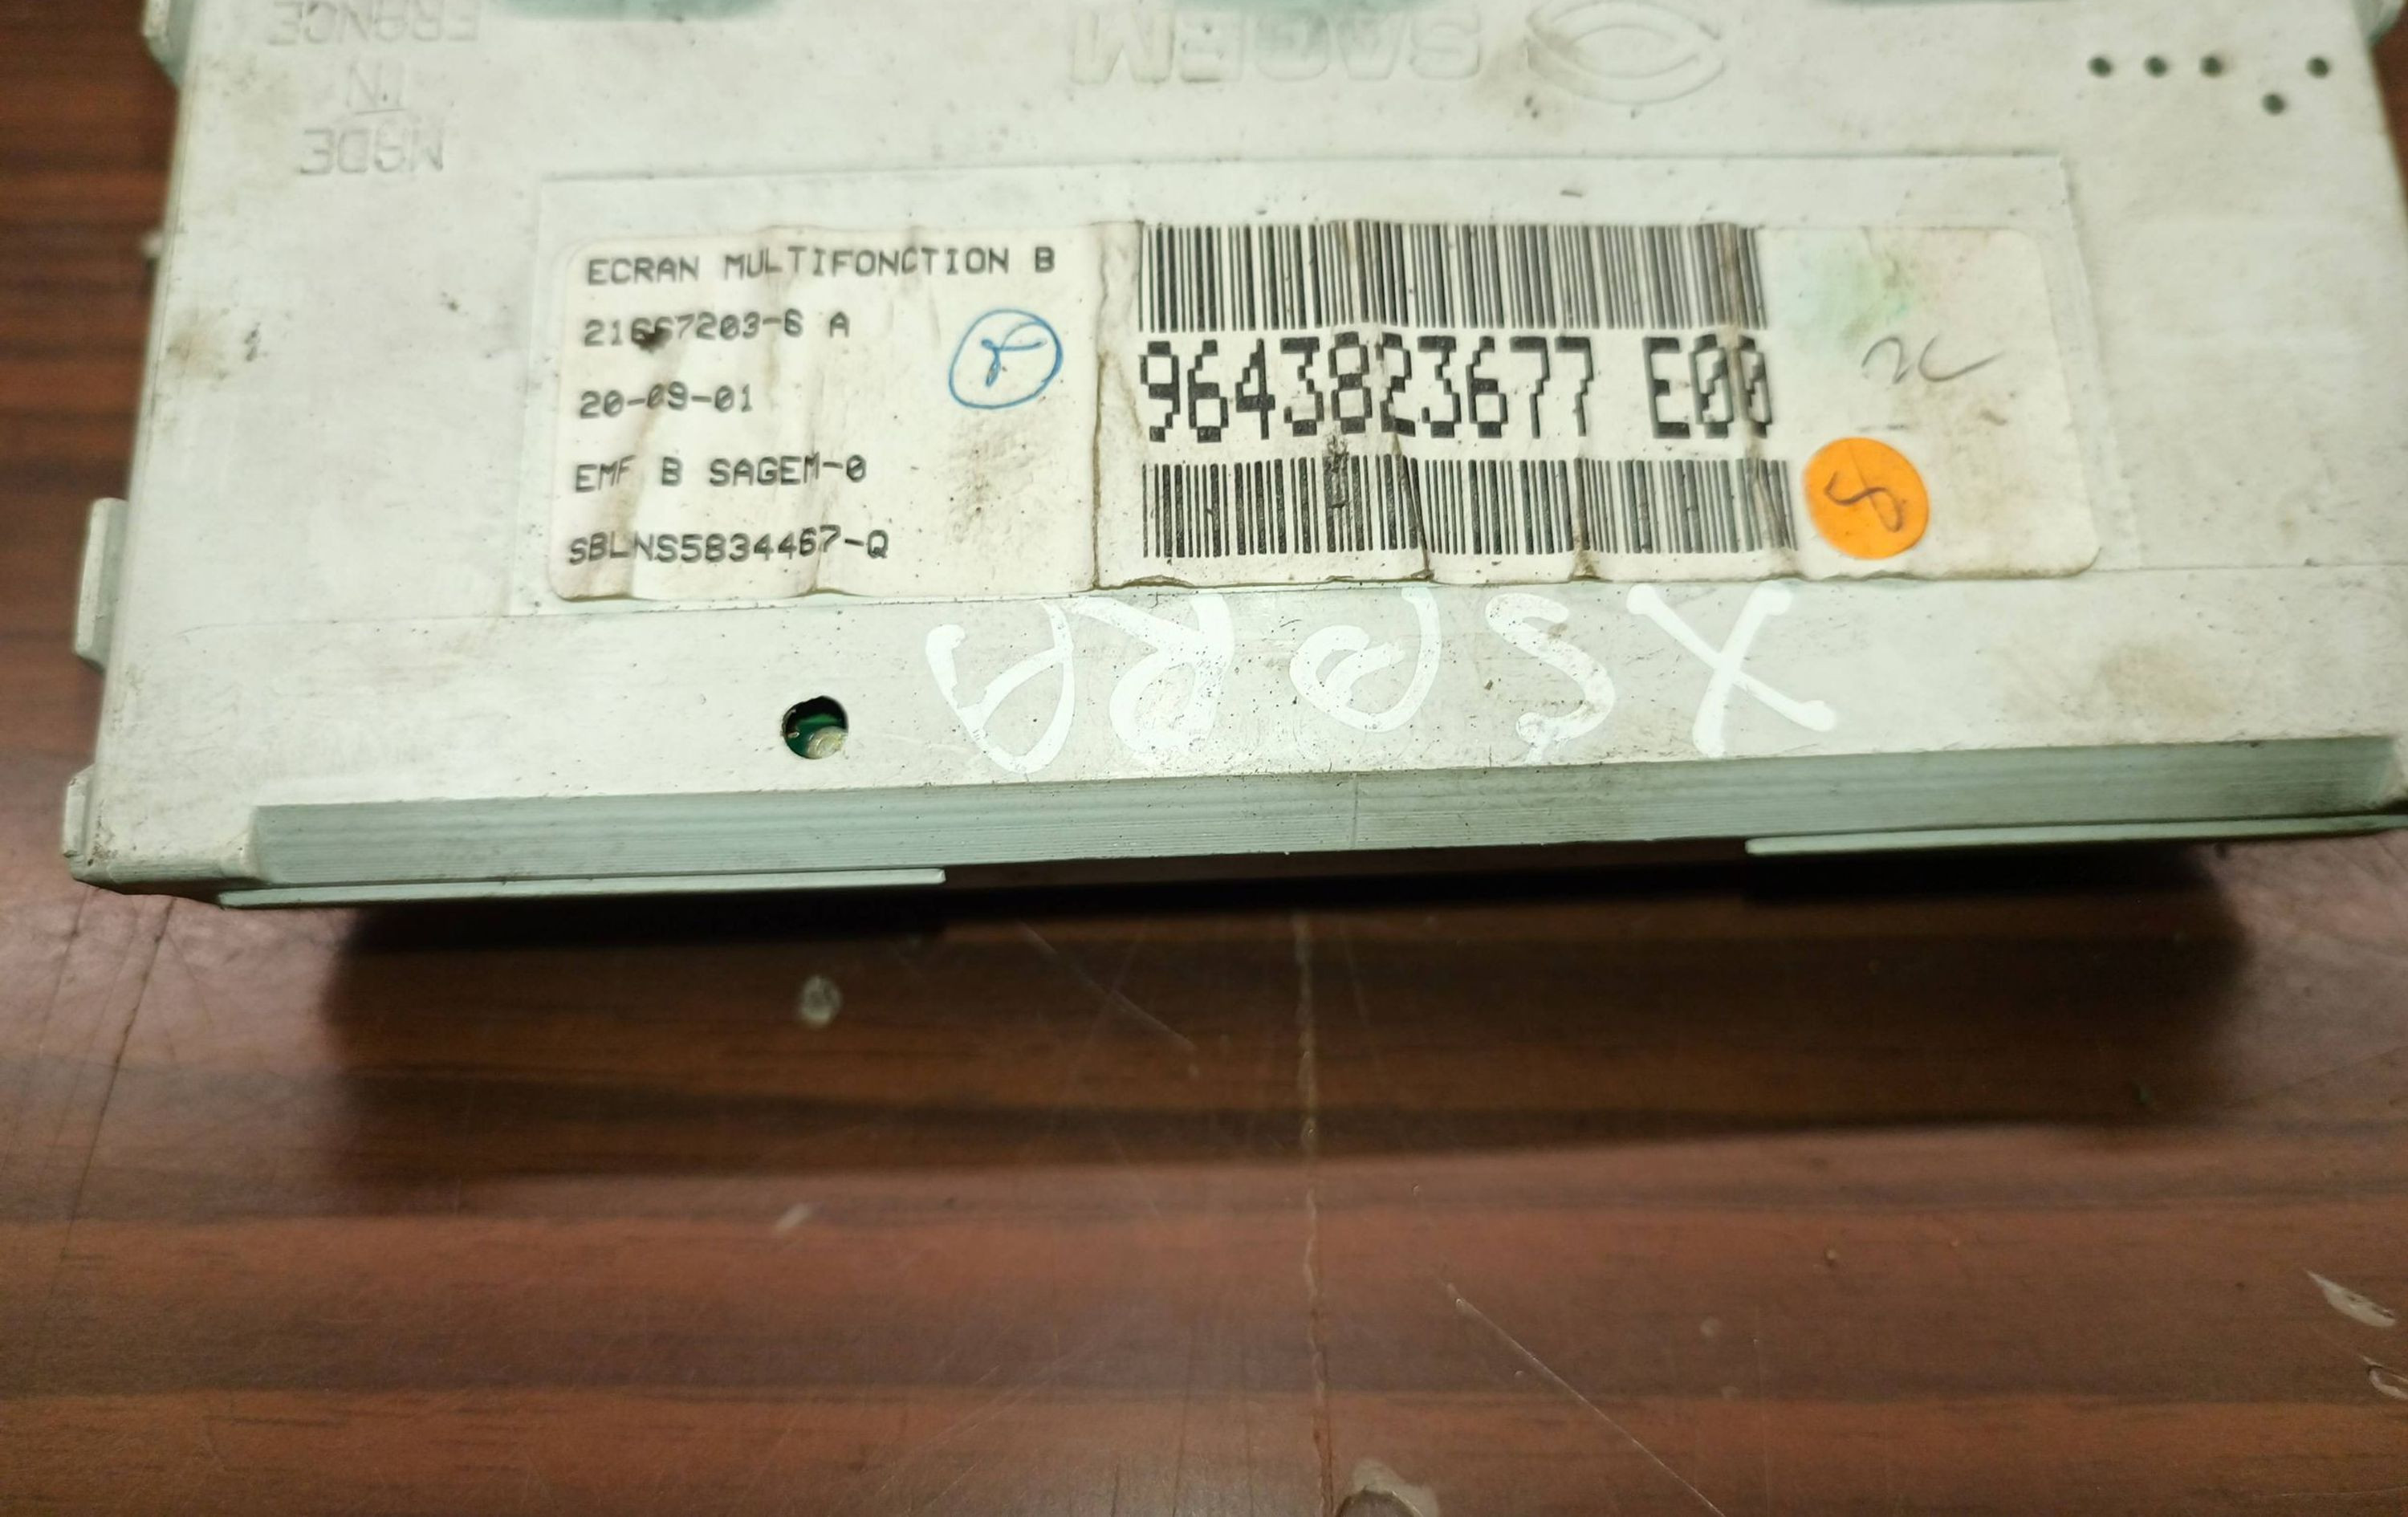 MADE
IN
FRANCE
SAGEM
ECRAN MULTIFONCTION B
21667203-6 A
20-09-01
EMF B SAGEM-0
SBLNS5834467-Q
9643823677 E00
XSARA